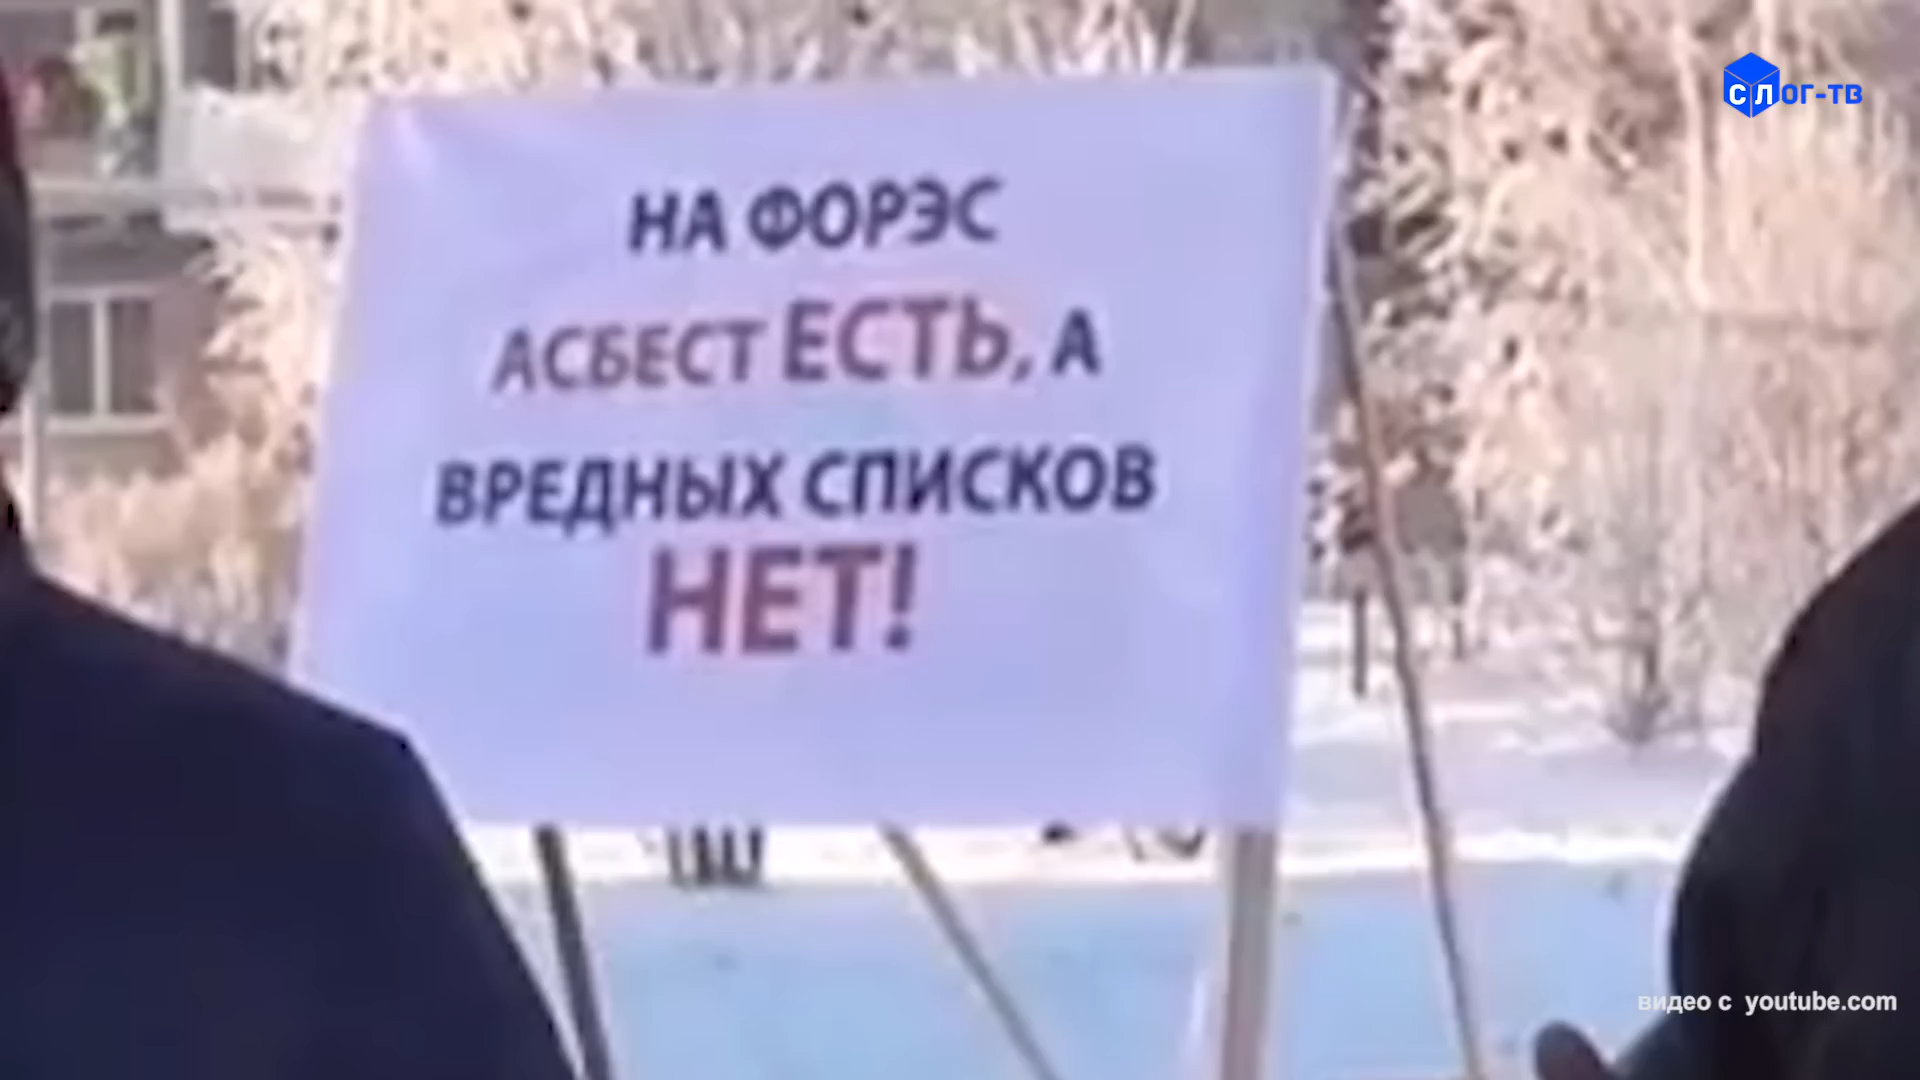 СЛОГ-ТВ
НА ФОРЭС
АСБЕСТ ЕСТЬ, А
ВРЕДНЫХ СПИСКОВ
НЕТ!
видео с youtube.com